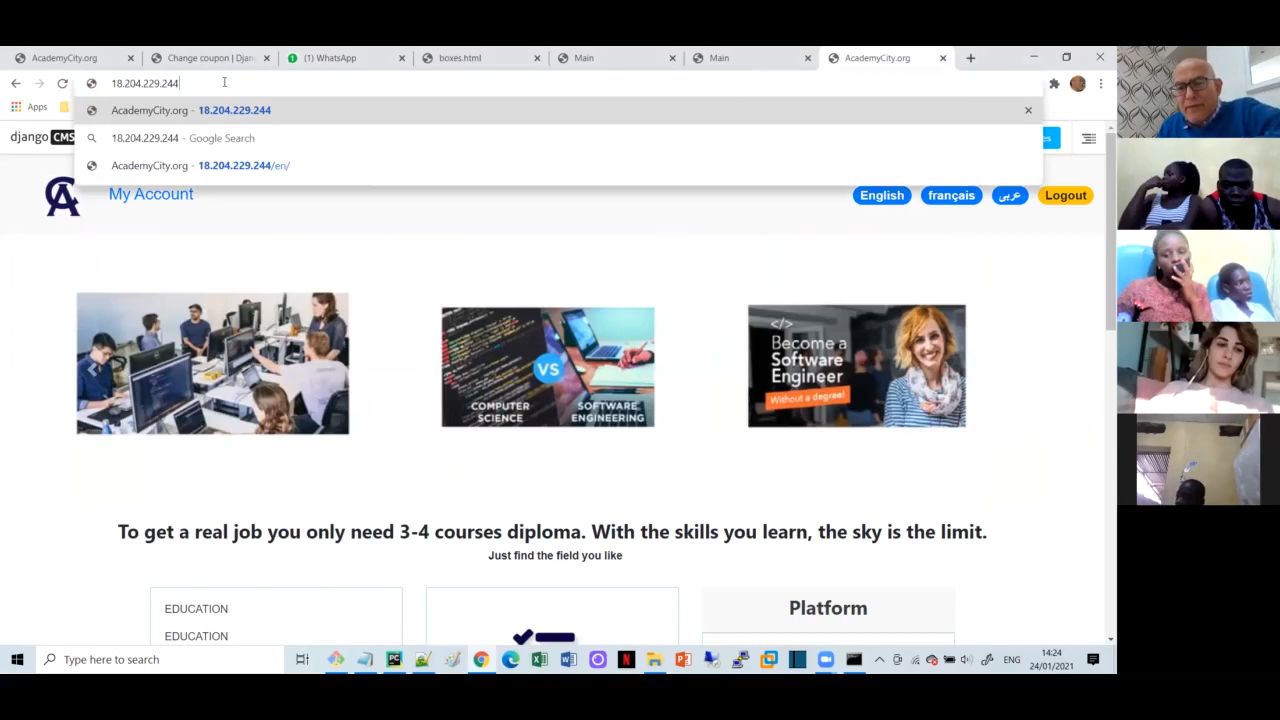 AcademyCity.org
Change coupon | Djan
(1) WhatsApp
boxes.html
Main
Main
AcademyCity.org
18.204.229.244
Apps
AcademyCity.org - 18.204.229.244
18.204.229.244 - Google Search
AcademyCity.org - 18.204.229.244/en/
django CMS
My Account
English
français
عربى
Logout
COMPUTER SCIENCE
VS
SOFTWARE ENGINEERING
</>
Become a
Software
Engineer
Without a degree!
To get a real job you only need 3-4 courses diploma. With the skills you learn, the sky is the limit.
Just find the field you like
EDUCATION
EDUCATION
Platform
Type here to search
ENG
14:24
24/01/2021